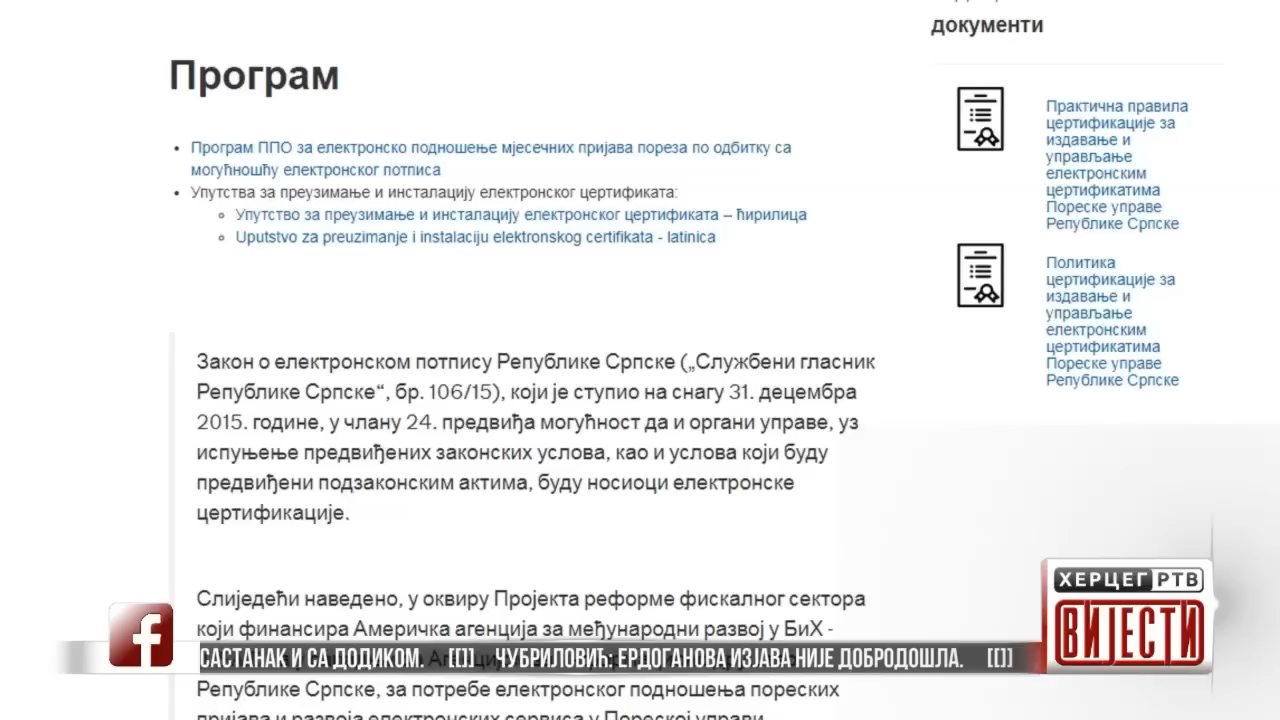 документи
Програм
Програм ППО за електронско подношење мјесечних пријава пореза по одбитку са
могућношћу електронског потписа
Упутства за преузимање и инсталацију електронског цертификата:
Упутство за преузимање и инсталацију електронског цертификата – ћирилица
Uputstvo za preuzimanje i instalaciju elektronskog certifikata - latinica
Практична правила
цертификације за
издавање и
управљање
електронским
цертификатима
Пореске управе
Републике Српске
Политика
цертификације за
издавање и
управљање
електронским
цертификатима
Пореске управе
Републике Српске
Закон о електронском потпису Републике Српске („Службени гласник
Републике Српске“, бр. 106/15), који је ступио на снагу 31. децембра
2015. године, у члану 24. предвиђа могућност да и органи управе, уз
испуњење предвиђених законских услова, као и услова који буду
предвиђени подзаконским актима, буду носиоци електронске
цертификације.
Слиједећи наведено, у оквиру Пројекта реформе фискалног сектора
који финансира Америчка агенција за међународни развој у БиХ -
Републике Српске, за потребе електронског подношења пореских
пријава и развоја електронских сервиса у Пореској управи
f
САСТАНАК И СА ДОДИКОМ. [[]] ЧУБРИЛОВИЋ: ЕРДОГАНОВА ИЗЈАВА НИЈЕ ДОБРОДОШЛА. [[]]
ХЕРЦЕГ РТВ
ВИЈЕСТИ